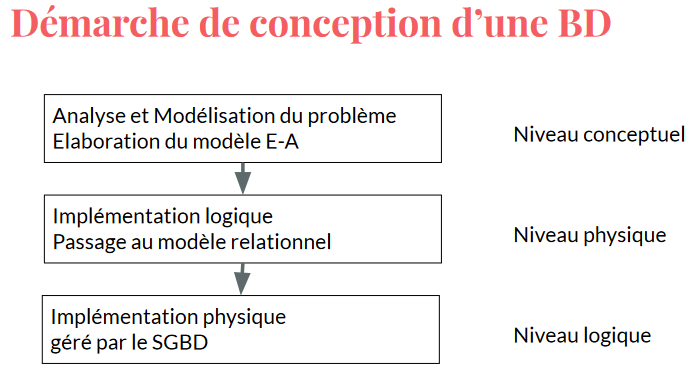 Démarche de conception d'une BD
Analyse et Modélisation du problème
Elaboration du modèle E-A
Niveau conceptuel
Implémentation logique
Passage au modèle relationnel
Niveau physique
Implémentation physique
géré par le SGBD
Niveau logique